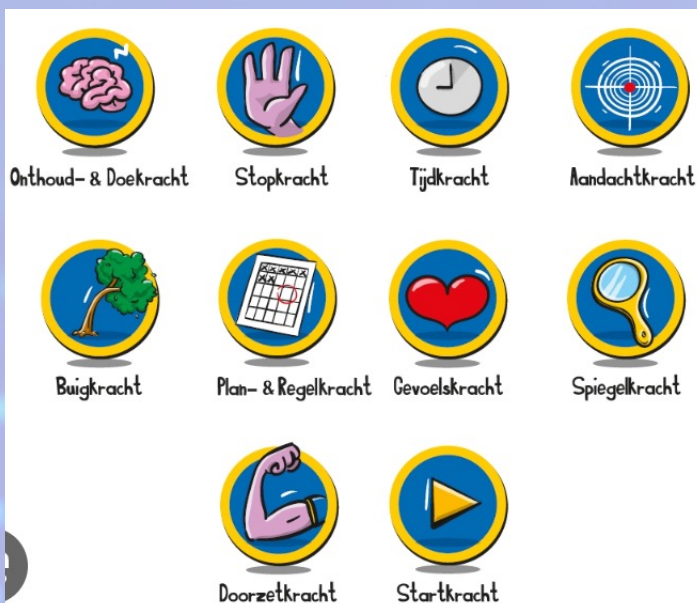 Onthoud- & Doekracht
Stopkracht
Tijdkracht
Aandachtkracht
Buigkracht
Plan- & Regelkracht
Gevoelskracht
Spiegelkracht
Doorzetkracht
Startkracht